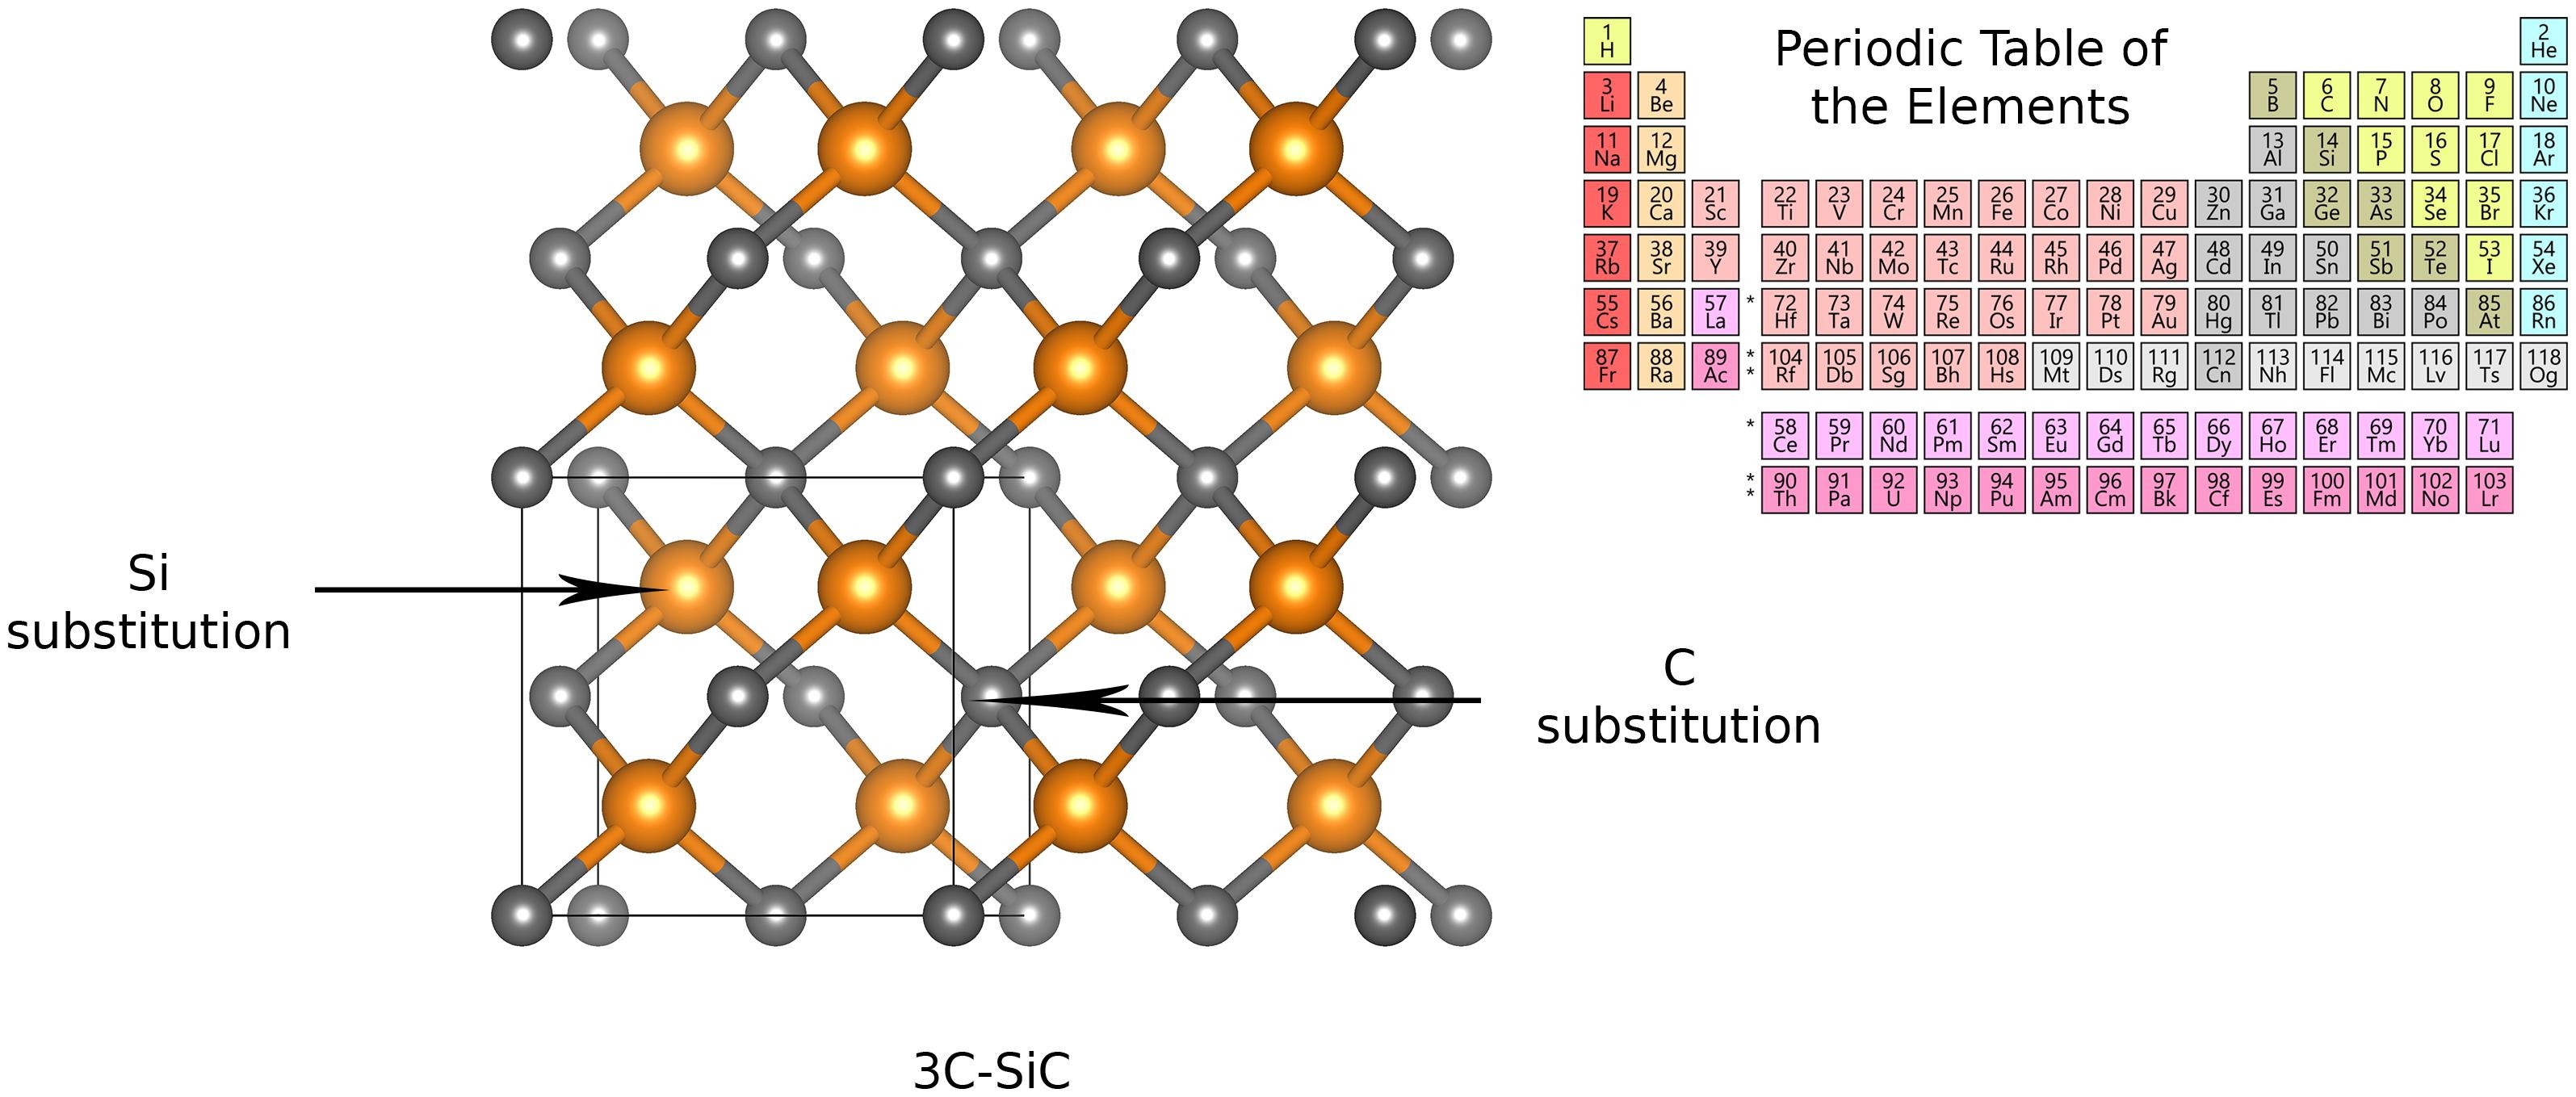 Periodic Table of
the Elements
1 2
H He
3 4 5 6 7 8 9 10
Li Be B C N O F Ne
11 12 13 14 15 16 17 18
Na Mg Al Si P S Cl Ar
19 20 21 22 23 24 25 26 27 28 29 30 31 32 33 34 35 36
K Ca Sc Ti V Cr Mn Fe Co Ni Cu Zn Ga Ge As Se Br Kr
37 38 39 40 41 42 43 44 45 46 47 48 49 50 51 52 53 54
Rb Sr Y Zr Nb Mo Tc Ru Rh Pd Ag Cd In Sn Sb Te I Xe
55 56 57 * 72 73 74 75 76 77 78 79 80 81 82 83 84 85 86
Cs Ba La Hf Ta W Re Os Ir Pt Au Hg Tl Pb Bi Po At Rn
87 88 89 * 104 105 106 107 108 109 110 111 112 113 114 115 116 117 118
Fr Ra Ac * Rf Db Sg Bh Hs Mt Ds Rg Cn Nh Fl Mc Lv Ts Og
* 58 59 60 61 62 63 64 65 66 67 68 69 70 71
Ce Pr Nd Pm Sm Eu Gd Tb Dy Ho Er Tm Yb Lu
* 90 91 92 93 94 95 96 97 98 99 100 101 102 103
* Th Pa U Np Pu Am Cm Bk Cf Es Fm Md No Lr
Si
substitution
C
substitution
3C-SiC